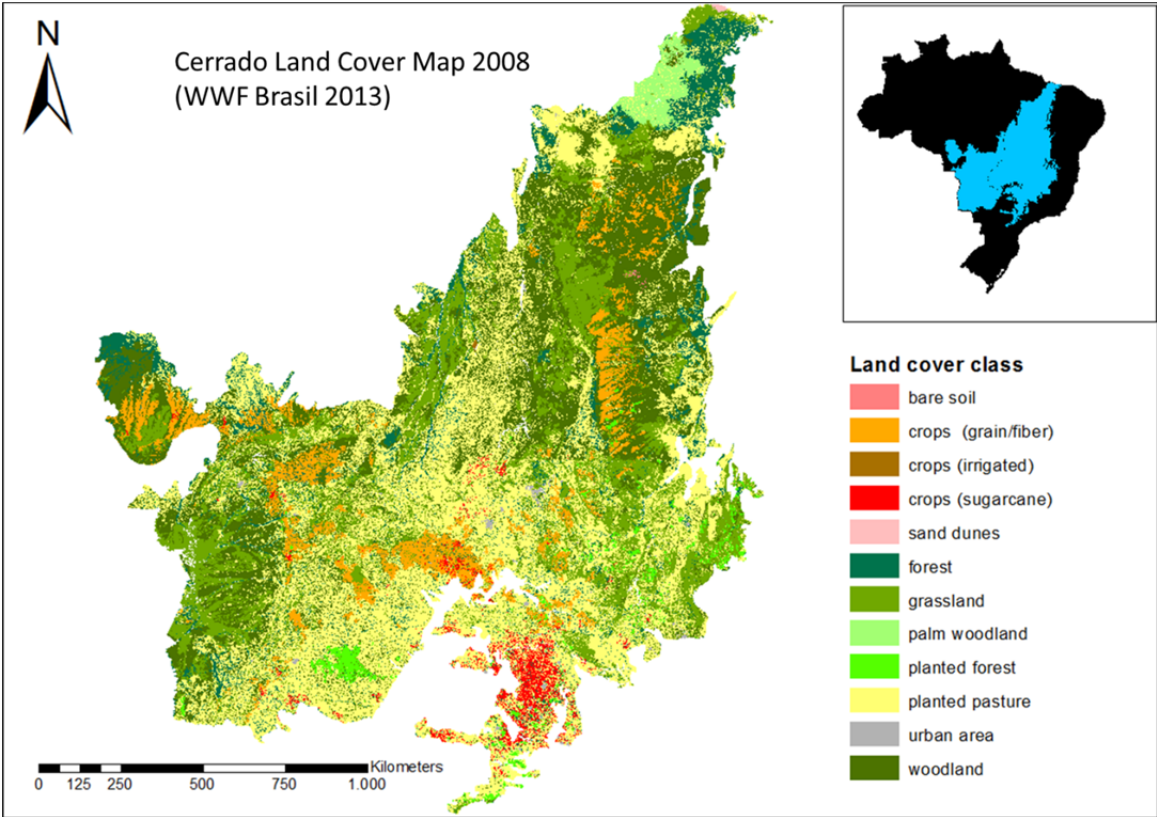 N
Cerrado Land Cover Map 2008
(WWF Brasil 2013)
Land cover class
bare soil
crops (grain/fiber)
crops (irrigated)
crops (sugarcane)
sand dunes
forest
grassland
palm woodland
planted forest
planted pasture
urban area
woodland
Kilometers
0 125 250 500 750 1.000